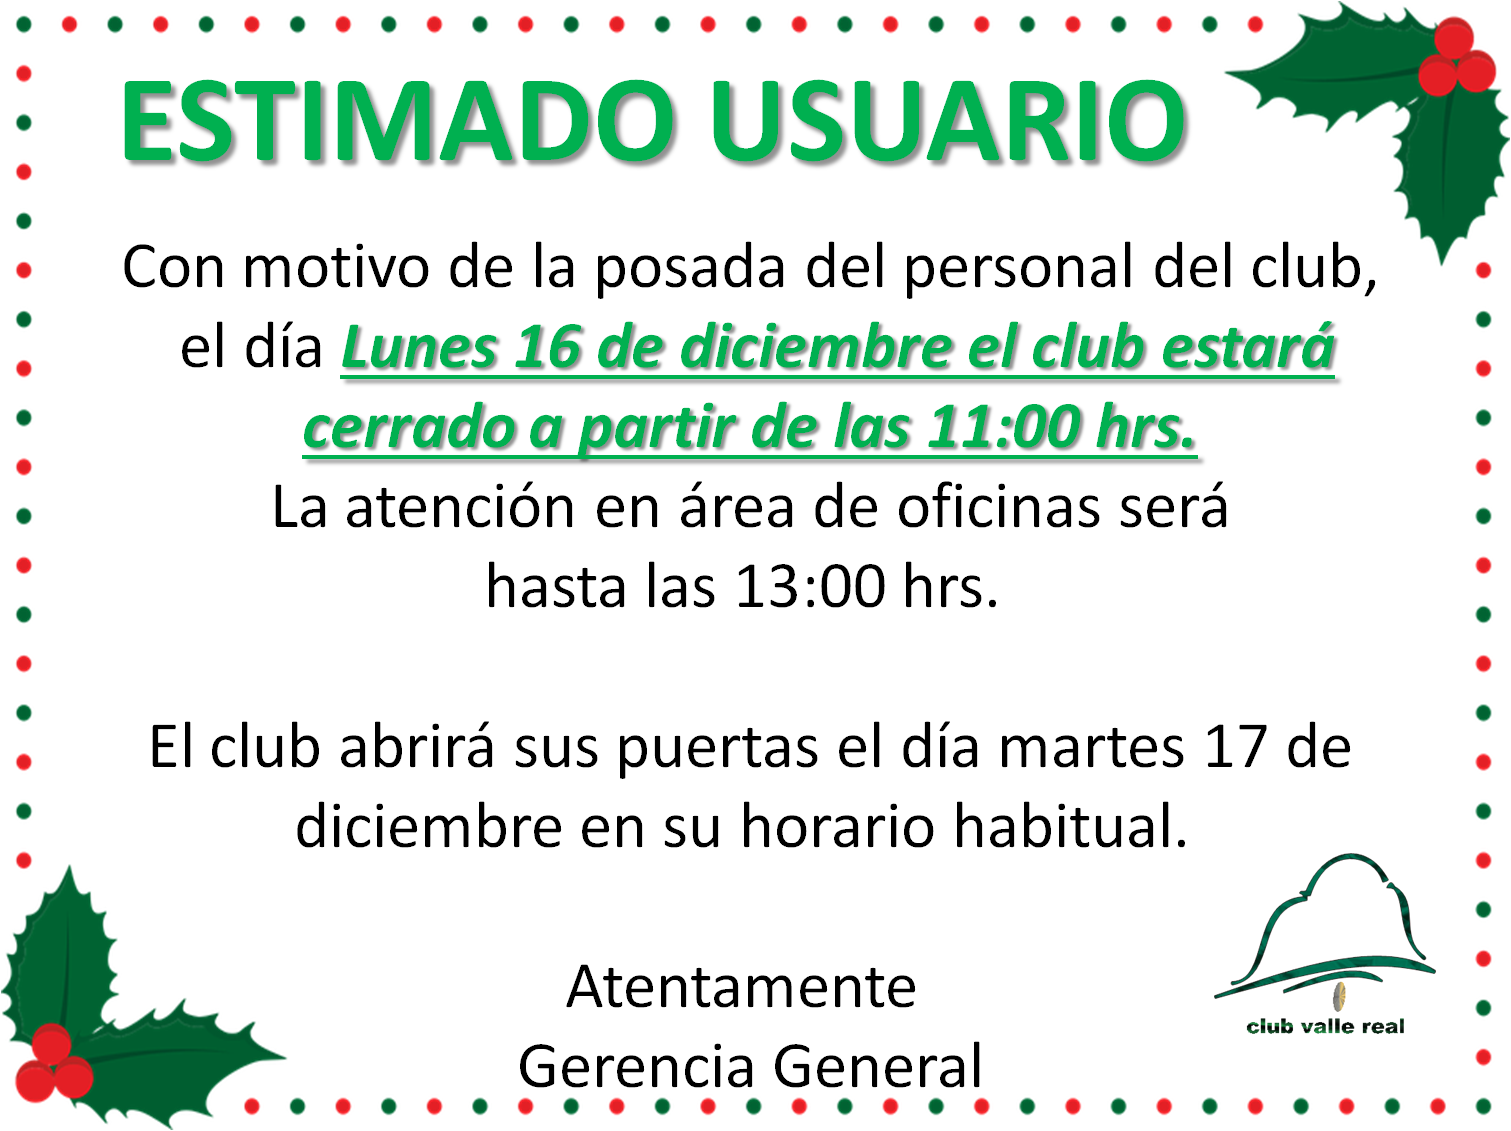 ESTIMADO USUARIO
Con motivo de la posada del personal del club,
el día Lunes 16 de diciembre el club estará
cerrado a partir de las 11:00 hrs.
La atención en área de oficinas será
hasta las 13:00 hrs.
El club abrirá sus puertas el día martes 17 de
diciembre en su horario habitual.
Atentamente
Gerencia General
club valle real